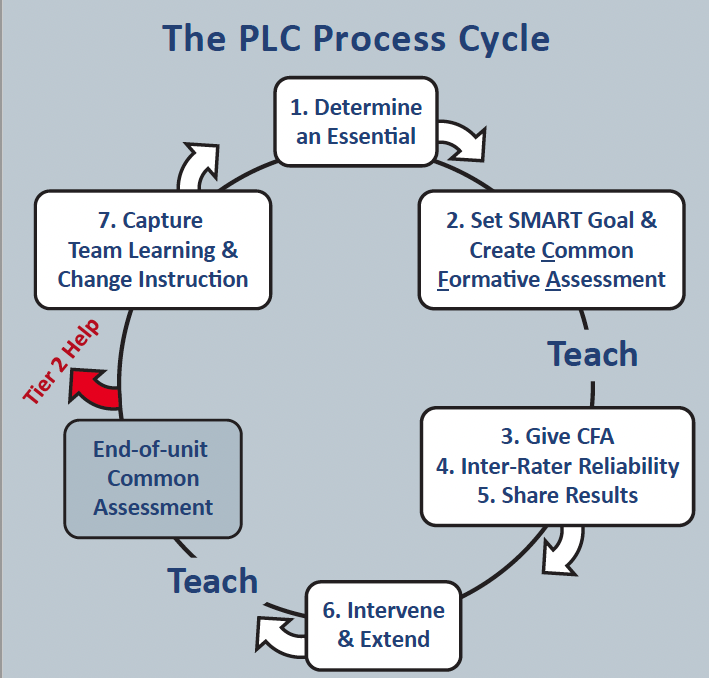 The PLC Process Cycle
1. Determine
an Essential
2. Set SMART Goal &
Create Common
Formative Assessment
Teach
3. Give CFA
4. Inter-Rater Reliability
5. Share Results
6. Intervene
& Extend
Teach
End-of-unit
Common
Assessment
Tier 2 Help
7. Capture
Team Learning &
Change Instruction